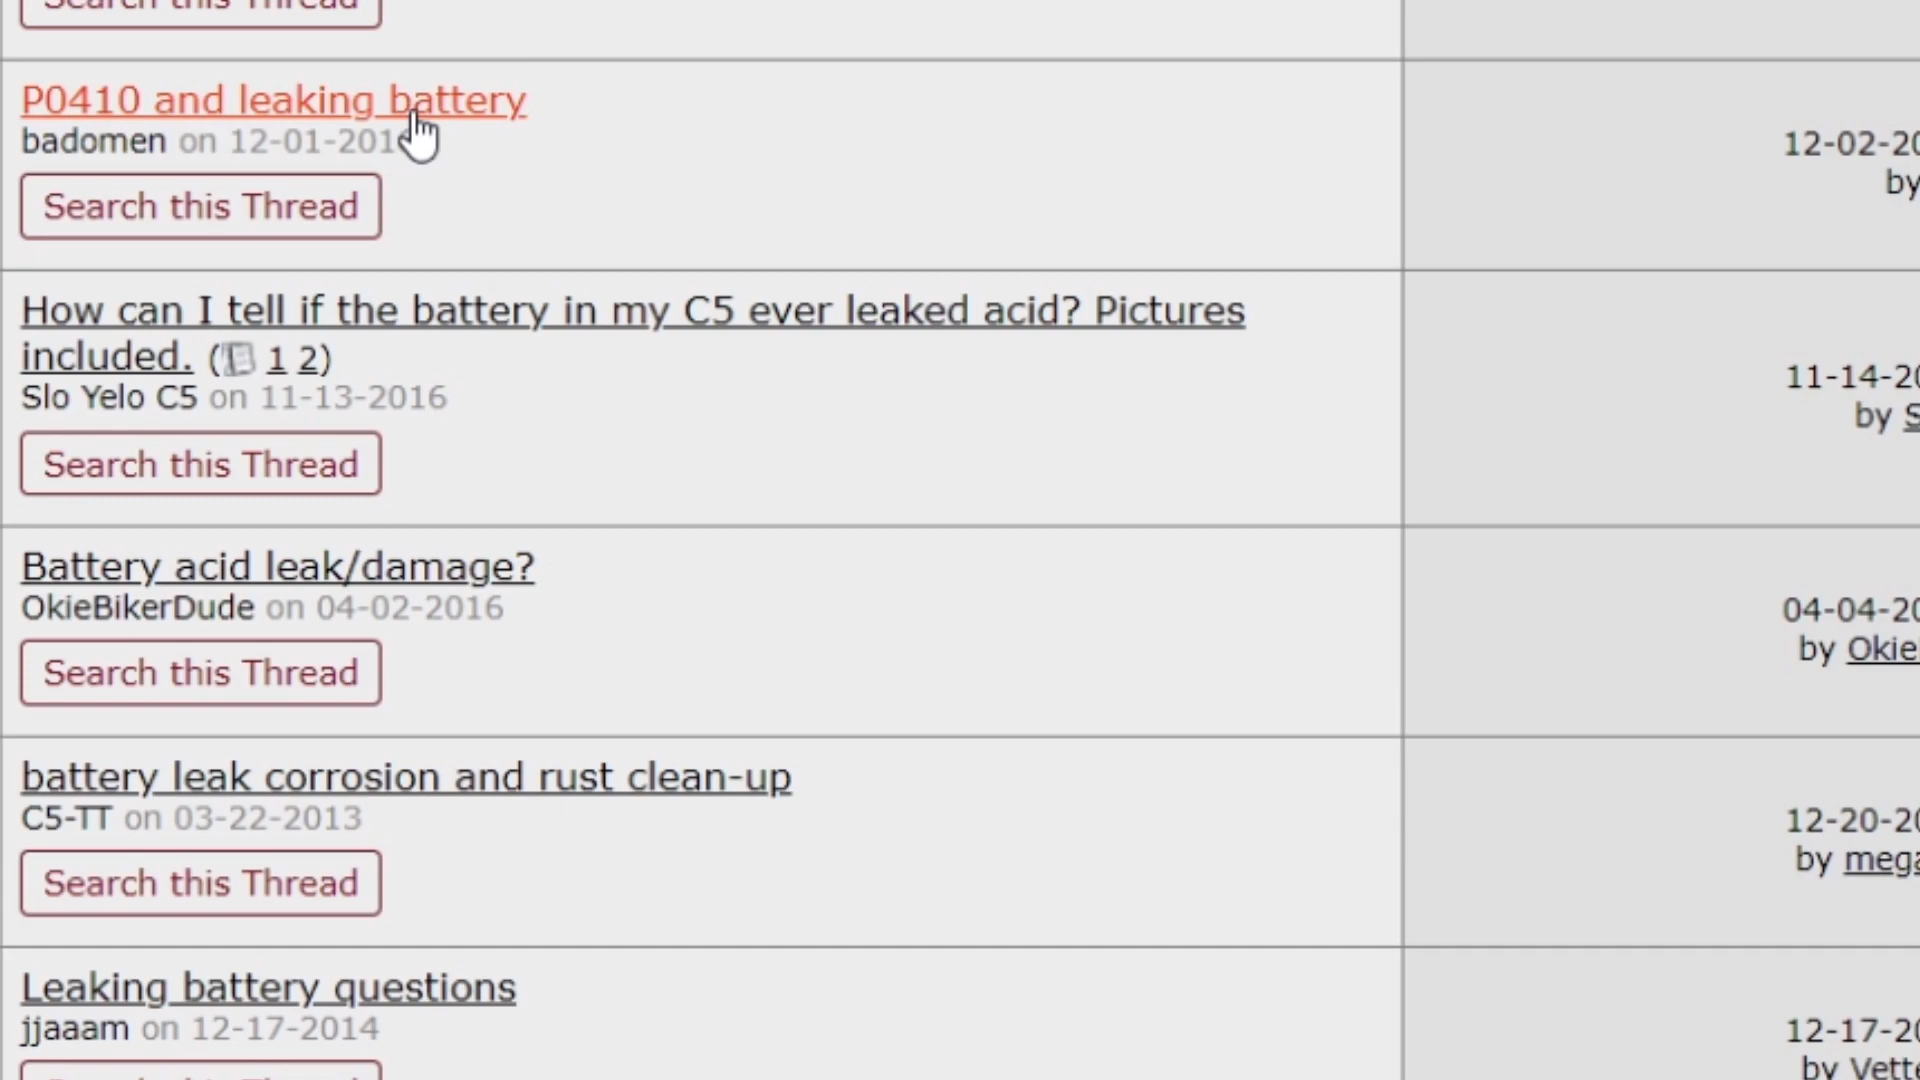 Search this Thread
P0410 and leaking battery
badomen on 12-01-201
12-02-20
by
Search this Thread
How can I tell if the battery in my C5 ever leaked acid? Pictures
included. ( 1 2)
Slo Yelo C5 on 11-13-2016
11-14-20
by S
Search this Thread
Battery acid leak/damage?
OkieBikerDude on 04-02-2016
04-04-20
by Okie
Search this Thread
battery leak corrosion and rust clean-up
C5-TT on 03-22-2013
12-20-20
by mega
Search this Thread
Leaking battery questions
jjaaam on 12-17-2014
12-17-20
by Vette